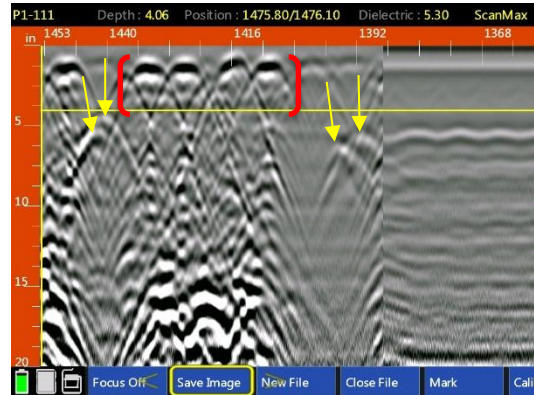 P1-111 Depth : 4.06 Position : 1475.80/1476.10 Dielectric : 5.30 ScanMax
in 1453 1440 1416 1392 1368
5
10
15
20
Focus Off Save Image New File Close File Mark Cali